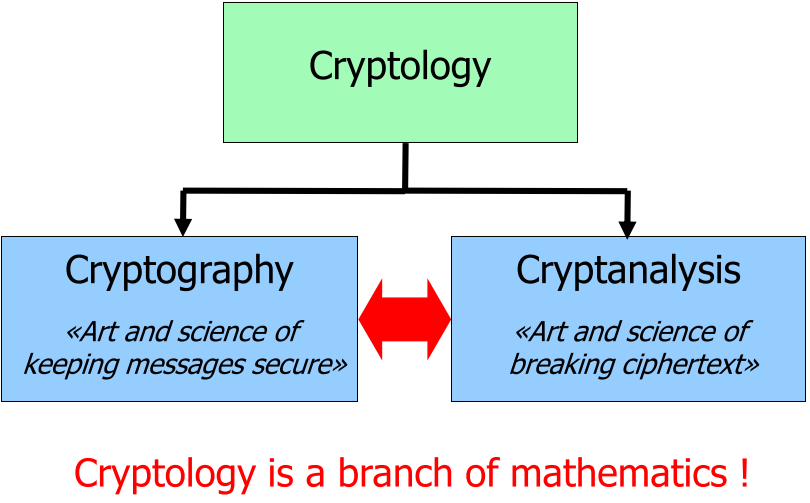 Cryptology
Cryptography
«Art and science of
keeping messages secure»
Cryptanalysis
«Art and science of
breaking ciphertext»
Cryptology is a branch of mathematics !